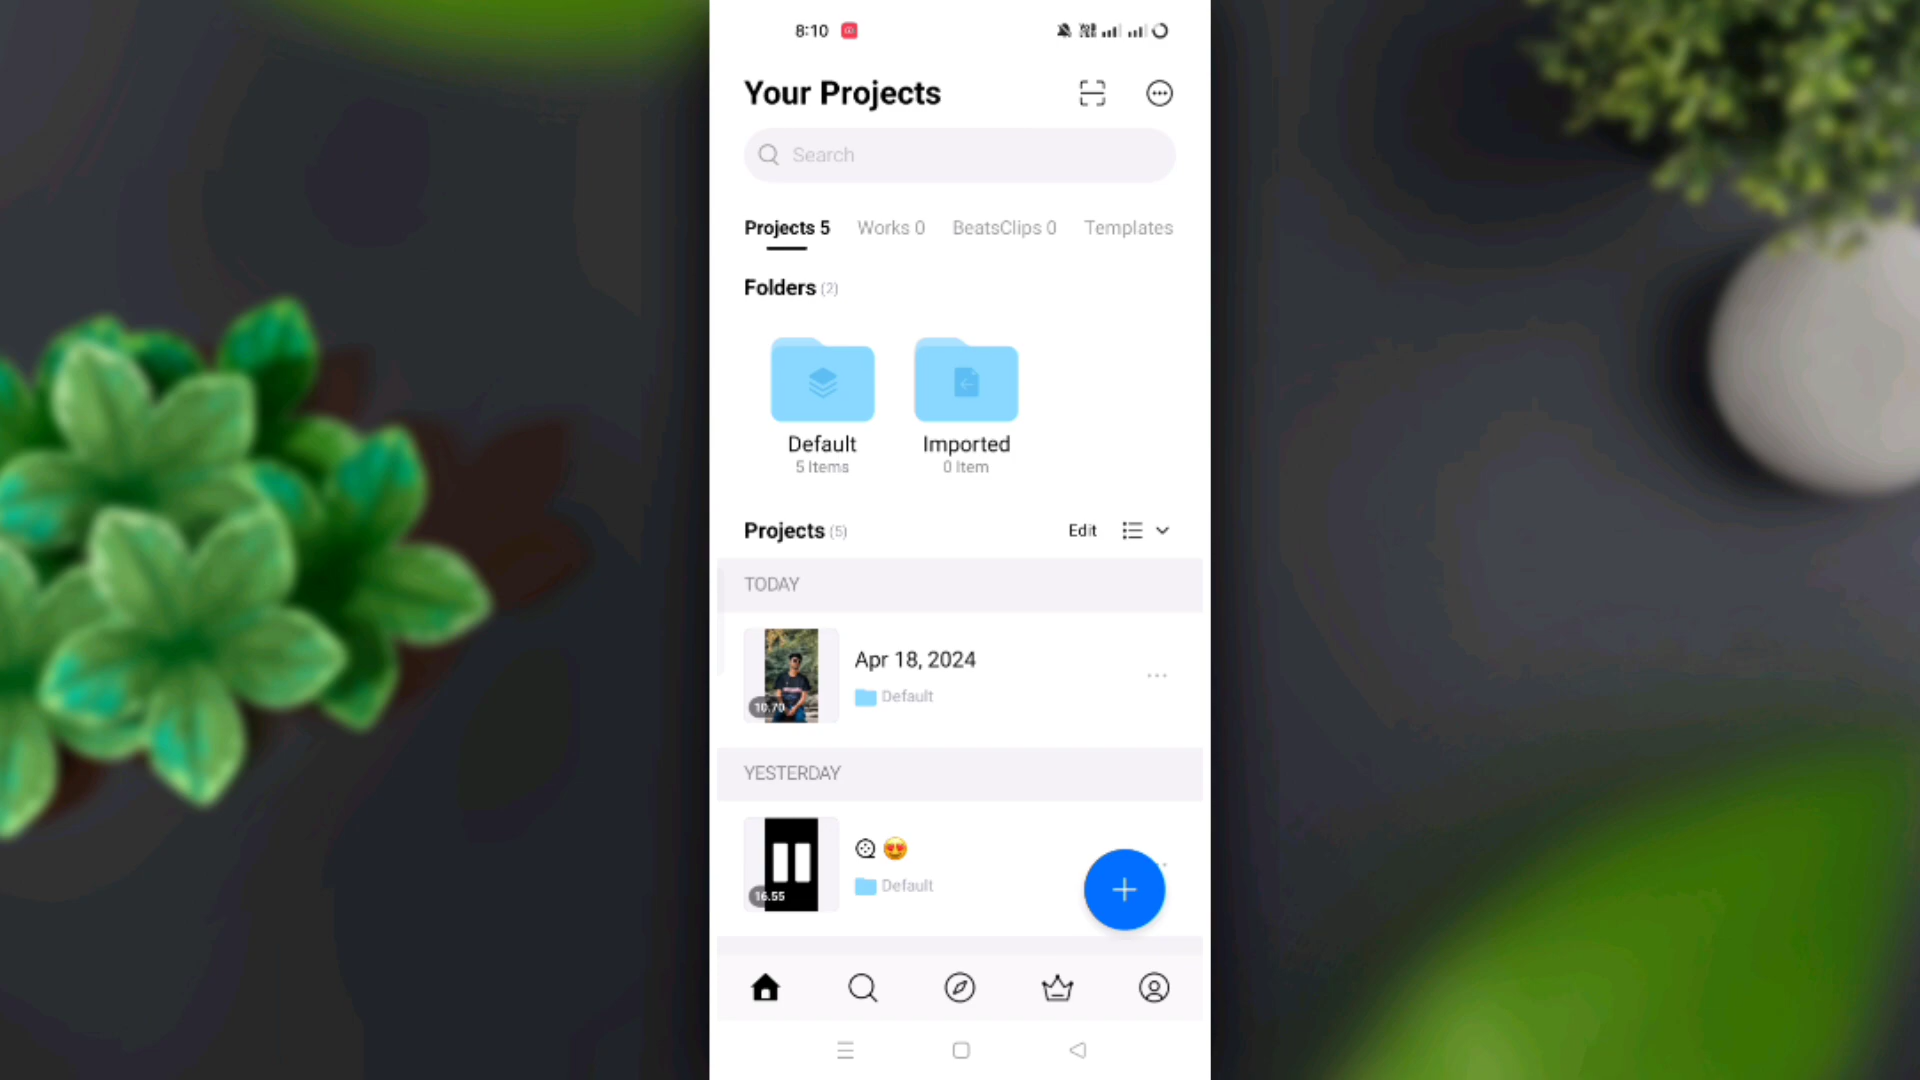 8:10
Your Projects
Search
Projects 5 Works 0 BeatsClips 0 Templates
Folders (2)
Default Imported
5 Items 0 Item
Projects (5) Edit
TODAY
10.70
Apr 18, 2024
Default
YESTERDAY
16.55
😍
Default